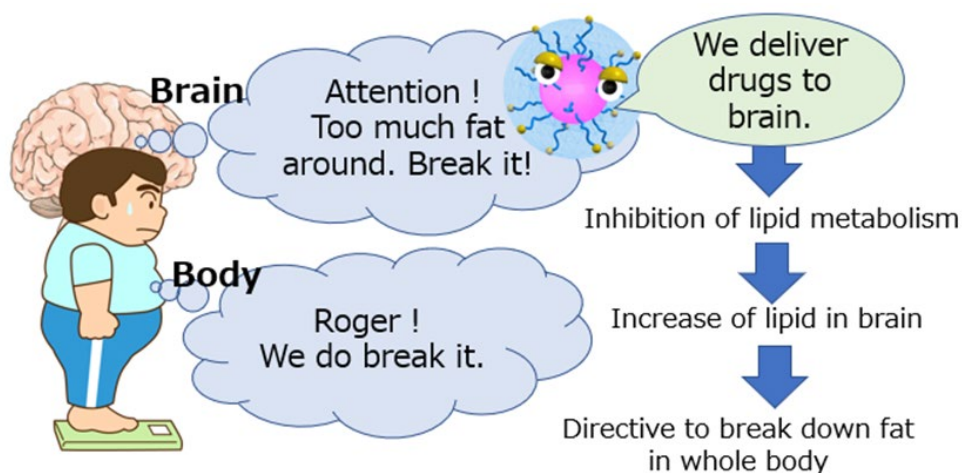 Brain
Attention !
Too much fat
around. Break it!
We deliver
drugs to
brain.
Inhibition of lipid metabolism
Increase of lipid in brain
Directive to break down fat
in whole body
Body
Roger !
We do break it.